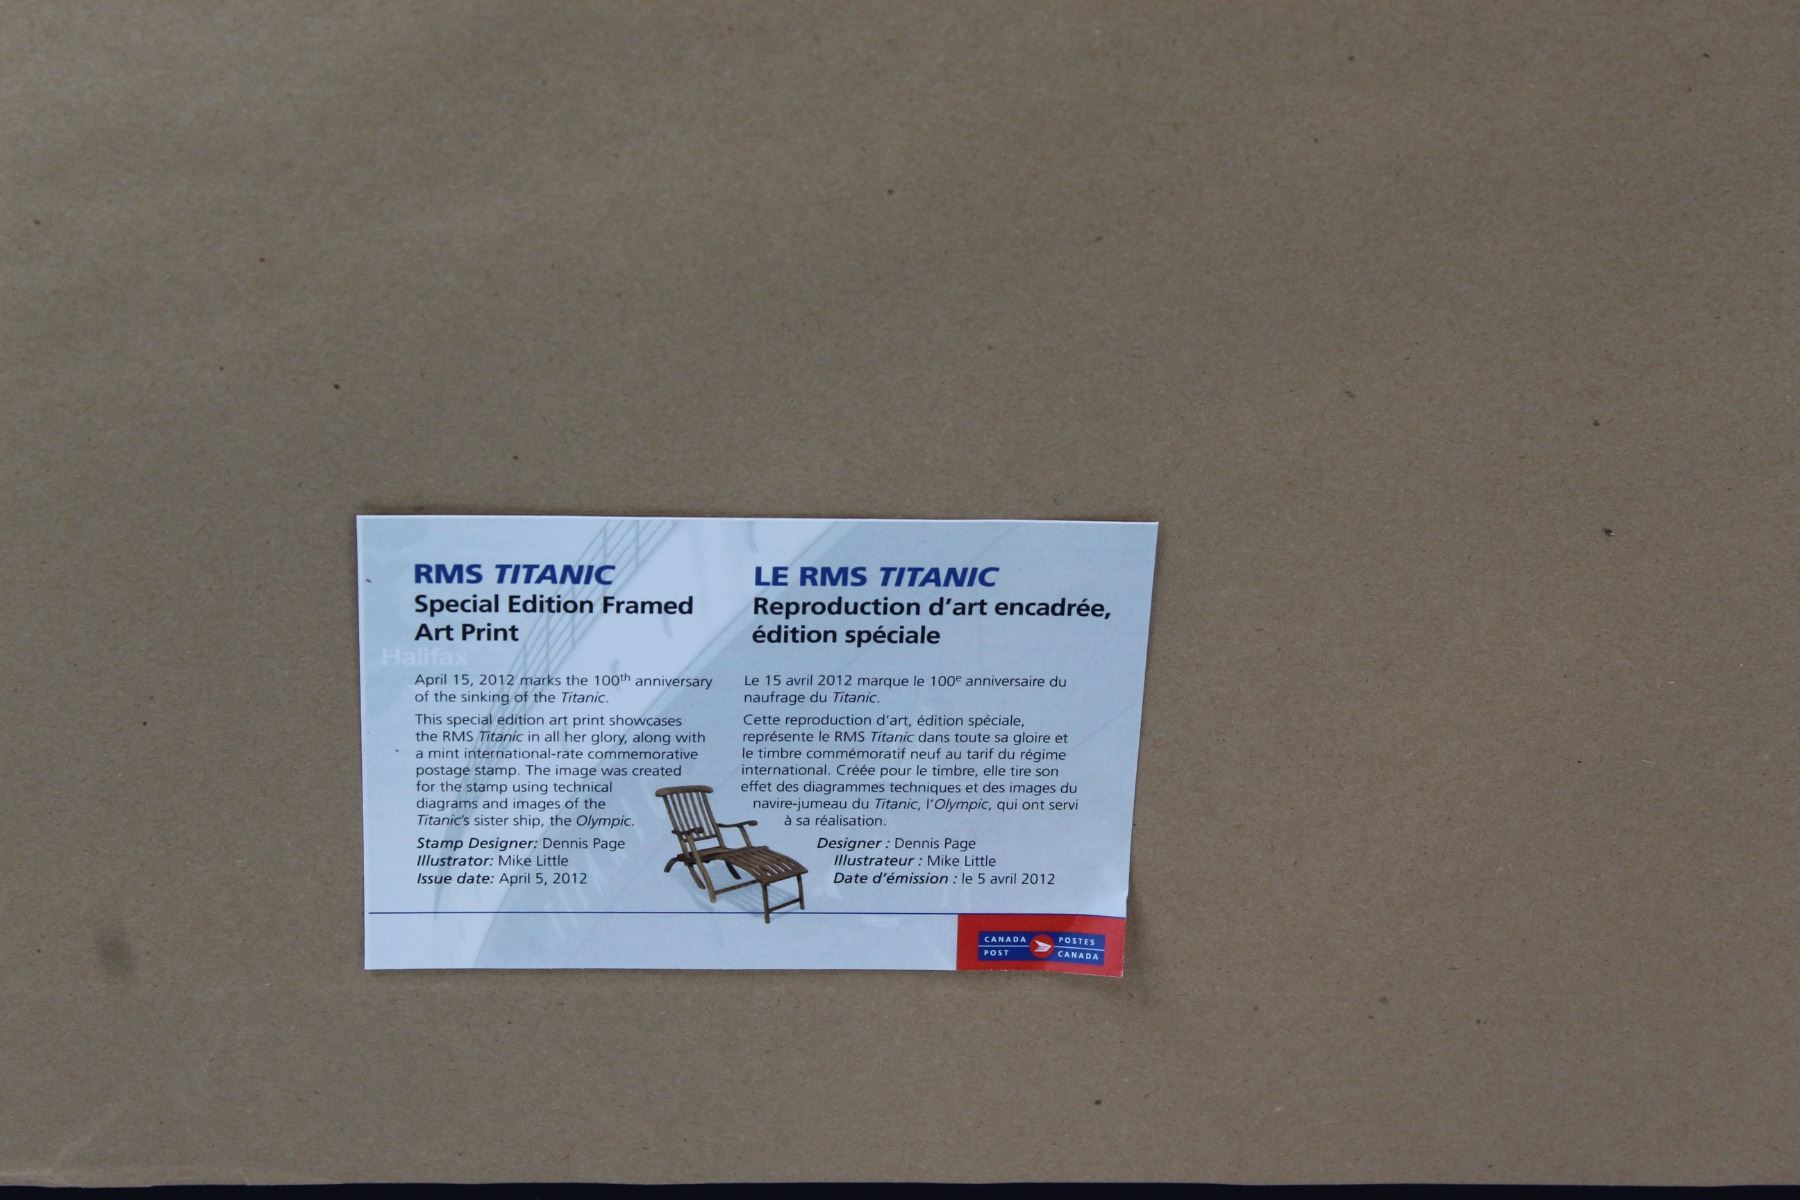 RMS TITANIC
Special Edition Framed
Art Print
Halifax
April 15, 2012 marks the 100th anniversary
of the sinking of the Titanic.
This special edition art print showcases
the RMS Titanic in all her glory, along with
a mint international-rate commemorative
postage stamp. The image was created
for the stamp using technical
diagrams and images of the
Titanic's sister ship, the Olympic.
Stamp Designer: Dennis Page
Illustrator: Mike Little
Issue date: April 5, 2012
LE RMS TITANIC
Reproduction d'art encadrée,
édition spéciale
Le 15 avril 2012 marque le 100e anniversaire du
naufrage du Titanic.
Cette reproduction d'art, édition spéciale,
représente le RMS Titanic dans toute sa gloire et
le timbre commémoratif neuf au tarif du régime
international. Créée pour le timbre, elle tire son
effet des diagrammes techniques et des images du
navire-jumeau du Titanic, l'Olympic, qui ont servi
à sa réalisation.
Designer : Dennis Page
Illustrateur : Mike Little
Date d'émission : le 5 avril 2012
CANADA POST
POSTES CANADA